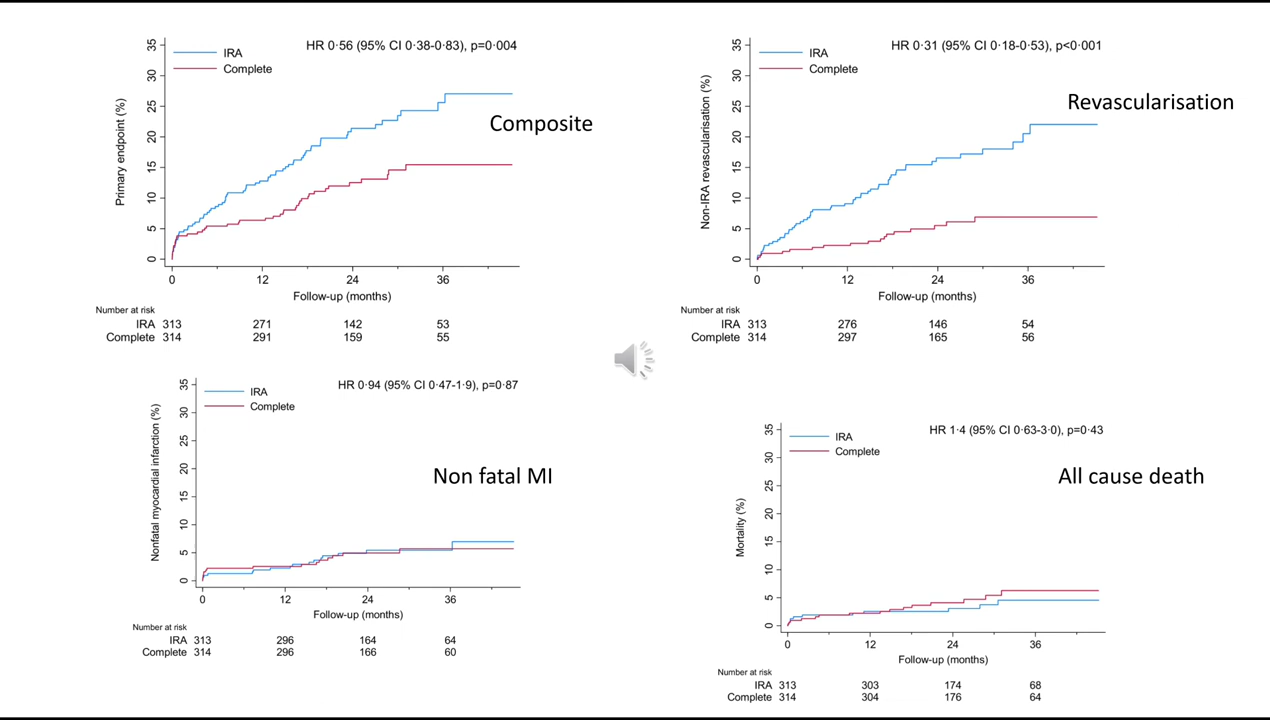 HR 0·56 (95% CI 0·38-0·83), p=0·004
IRA
Complete
Composite
Primary endpoint (%)
35
30
25
20
15
10
5
0
0 12 24 36
Follow-up (months)
Number at risk
IRA 313 271 142 53
Complete 314 291 159 55
HR 0·31 (95% CI 0·18-0·53), p<0·001
IRA
Complete
Revascularisation
Non-IRA revascularisation (%)
35
30
25
20
15
10
5
0
0 12 24 36
Follow-up (months)
Number at risk
IRA 313 276 146 54
Complete 314 297 165 56
HR 0·94 (95% CI 0·47-1·9), p=0·87
IRA
Complete
Non fatal MI
Nonfatal myocardial infarction (%)
35
30
25
20
15
10
5
0
0 12 24 36
Follow-up (months)
Number at risk
IRA 313 296 164 64
Complete 314 296 166 60
HR 1·4 (95% CI 0·63-3·0), p=0·43
IRA
Complete
All cause death
Mortality (%)
35
30
25
20
15
10
5
0
0 12 24 36
Follow-up (months)
Number at risk
IRA 313 303 174 68
Complete 314 304 176 64